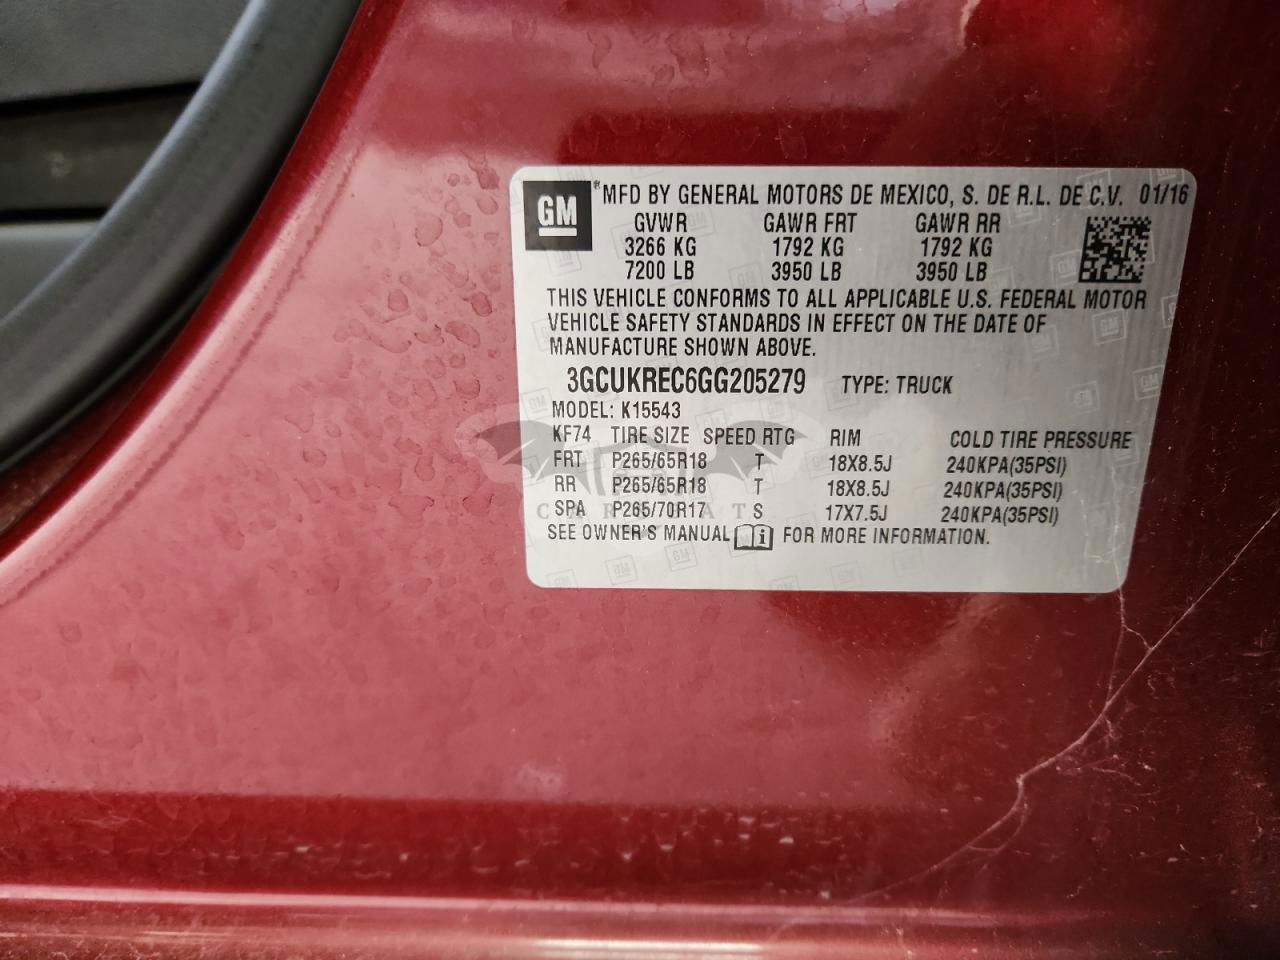 GM ® MFD BY GENERAL MOTORS DE MEXICO, S. DE R.L. DE C.V. 01/16
GVWR GAWR FRT GAWR RR
3266 KG 1792 KG 1792 KG
7200 LB 3950 LB 3950 LB
THIS VEHICLE CONFORMS TO ALL APPLICABLE U.S. FEDERAL MOTOR
VEHICLE SAFETY STANDARDS IN EFFECT ON THE DATE OF
MANUFACTURE SHOWN ABOVE.
3GCUKREC6GG205279 TYPE: TRUCK
MODEL: K15543
KF74 TIRE SIZE SPEED RTG RIM COLD TIRE PRESSURE
FRT P265/65R18 T 18X8.5J 240KPA(35PSI)
RR P265/65R18 T 18X8.5J 240KPA(35PSI)
SPA P265/70R17 S 17X7.5J 240KPA(35PSI)
SEE OWNER'S MANUAL i FOR MORE INFORMATION.